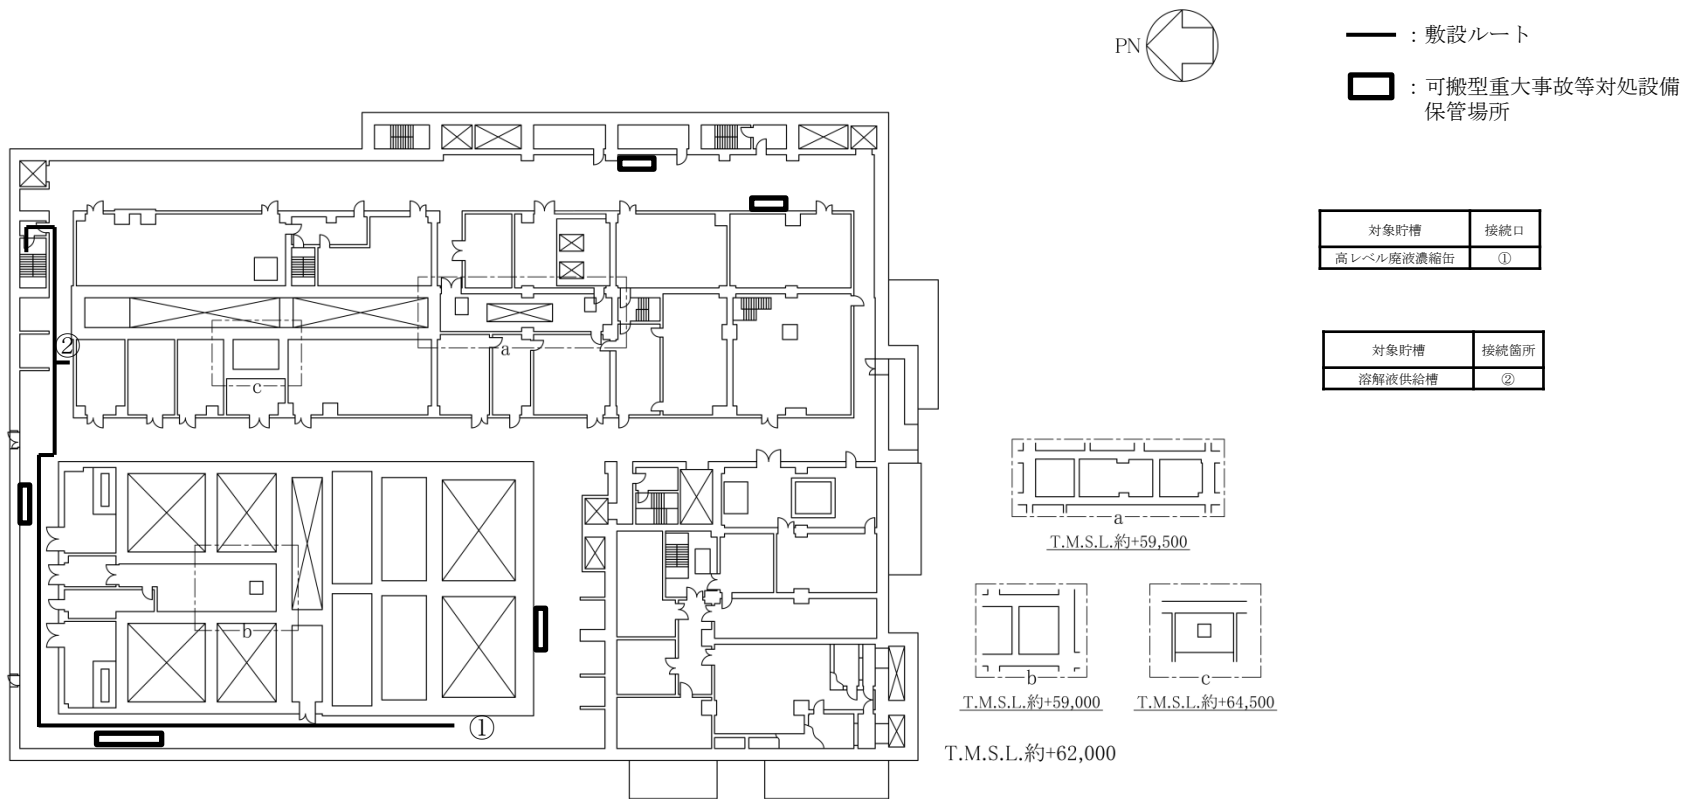 PN
：敷設ルート
：可搬型重大事故等対処設備
保管場所
対象貯槽 接続口
高レベル廃液濃縮缶 ①
対象貯槽 接続箇所
溶解液供給槽 ②
②
a
c
b
①
a
T.M.S.L.約+59,500
b
T.M.S.L.約+59,000
c
T.M.S.L.約+64,500
T.M.S.L.約+62,000